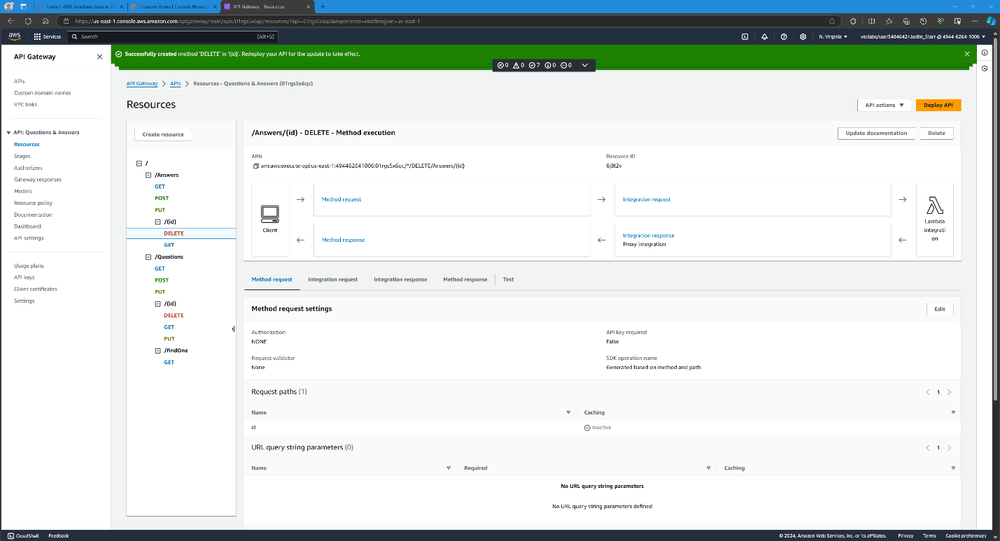 Launch AWS Academy Learner La
Console Home | Console Home |
API Gateway - Resources
https://us-east-1.console.aws.amazon.com/apigateway/main/apis/01rgs5x6qc/resources/?api=01rgs5x6qc&experience=rest&region=us-east-1
aws
Services
Search
[Alt+S]
N. Virginia
voclabs/user3484642=Justin_Starr @ 4944-6264-1006
API Gateway
Successfully created method 'DELETE' in '{id}'. Redeploy your API for the update to take effect.
0 0 7 0 0
APIs
Custom domain names
VPC links
API: Questions & Answers
Resources
Stages
Authorizers
Gateway responses
Models
Resource policy
Documentation
Dashboard
API settings
Usage plans
API keys
Client certificates
Settings
API Gateway > APIs > Resources - Questions & Answers (01rgs5x6qc)
Resources
API actions
Deploy API
Create resource
/
/Answers
GET
POST
PUT
/{id}
DELETE
GET
/Questions
GET
POST
PUT
/{id}
DELETE
GET
PUT
/findOne
GET
/Answers/{id} - DELETE - Method execution
Update documentation
Delete
ARN
arn:aws:execute-api:us-east-1:494462641006:01rgs5x6qc/*/DELETE/Answers/{id}
Resource ID
8j8l2v
Client
Method request
Integration request
Method response
Integration response
Proxy integration
Lambda
integrati
on
Method request
Integration request
Integration response
Method response
Test
Method request settings
Edit
Authorization
NONE
API key required
False
Request validator
None
SDK operation name
Generated based on method and path
Request paths (1)
1
Name
Caching
id
Inactive
URL query string parameters (0)
1
Name
Required
Caching
No URL query string parameters
No URL query string parameters defined
CloudShell
Feedback
© 2024, Amazon Web Services, Inc. or its affiliates.
Privacy
Terms
Cookie preferences